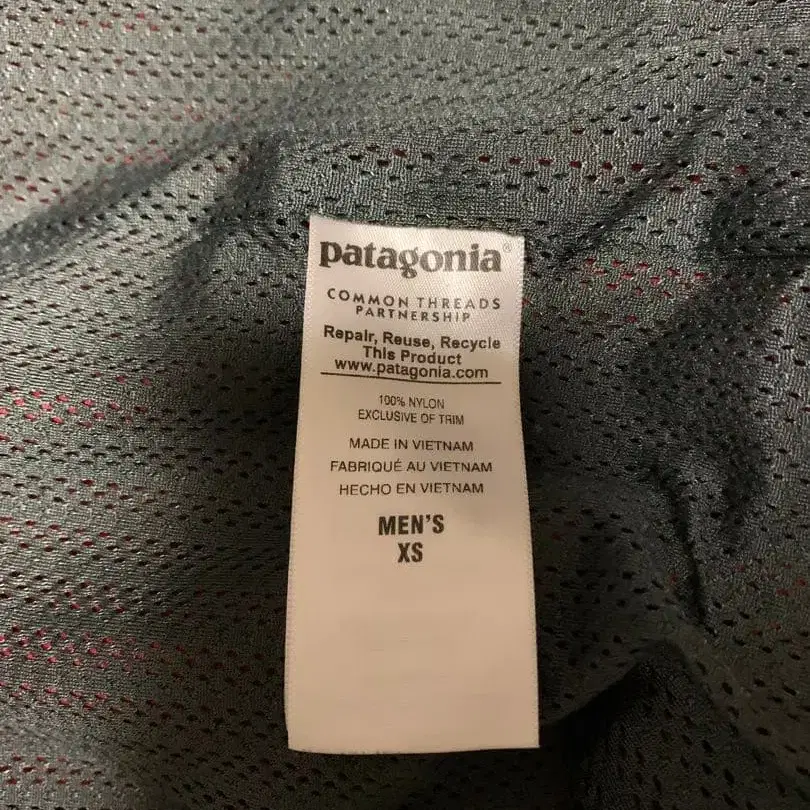 patagonia®
COMMON THREADS
PARTNERSHIP
Repair, Reuse, Recycle
This Product
www.patagonia.com
100% NYLON
EXCLUSIVE OF TRIM
MADE IN VIETNAM
FABRIQUÉ AU VIETNAM
HECHO EN VIETNAM
MEN'S
XS